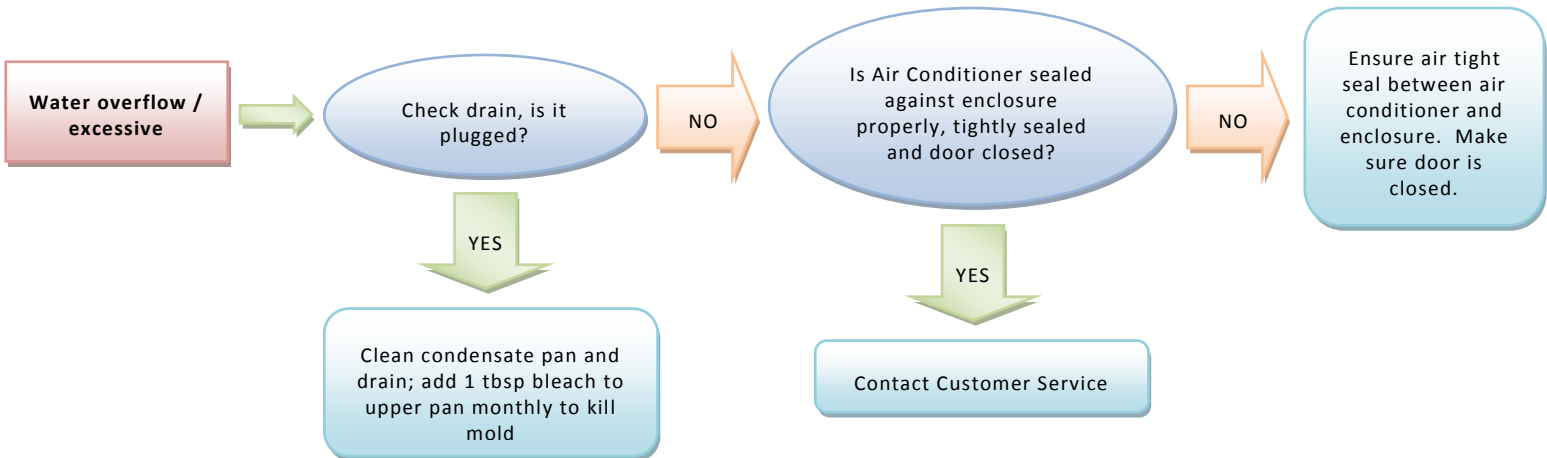 Water overflow /
excessive
Check drain, is it
plugged?
NO
Is Air Conditioner sealed
against enclosure
properly, tightly sealed
and door closed?
NO
Ensure air tight
seal between air
conditioner and
enclosure. Make
sure door is
closed.
YES
Clean condensate pan and
drain; add 1 tbsp bleach to
upper pan monthly to kill
mold
YES
Contact Customer Service